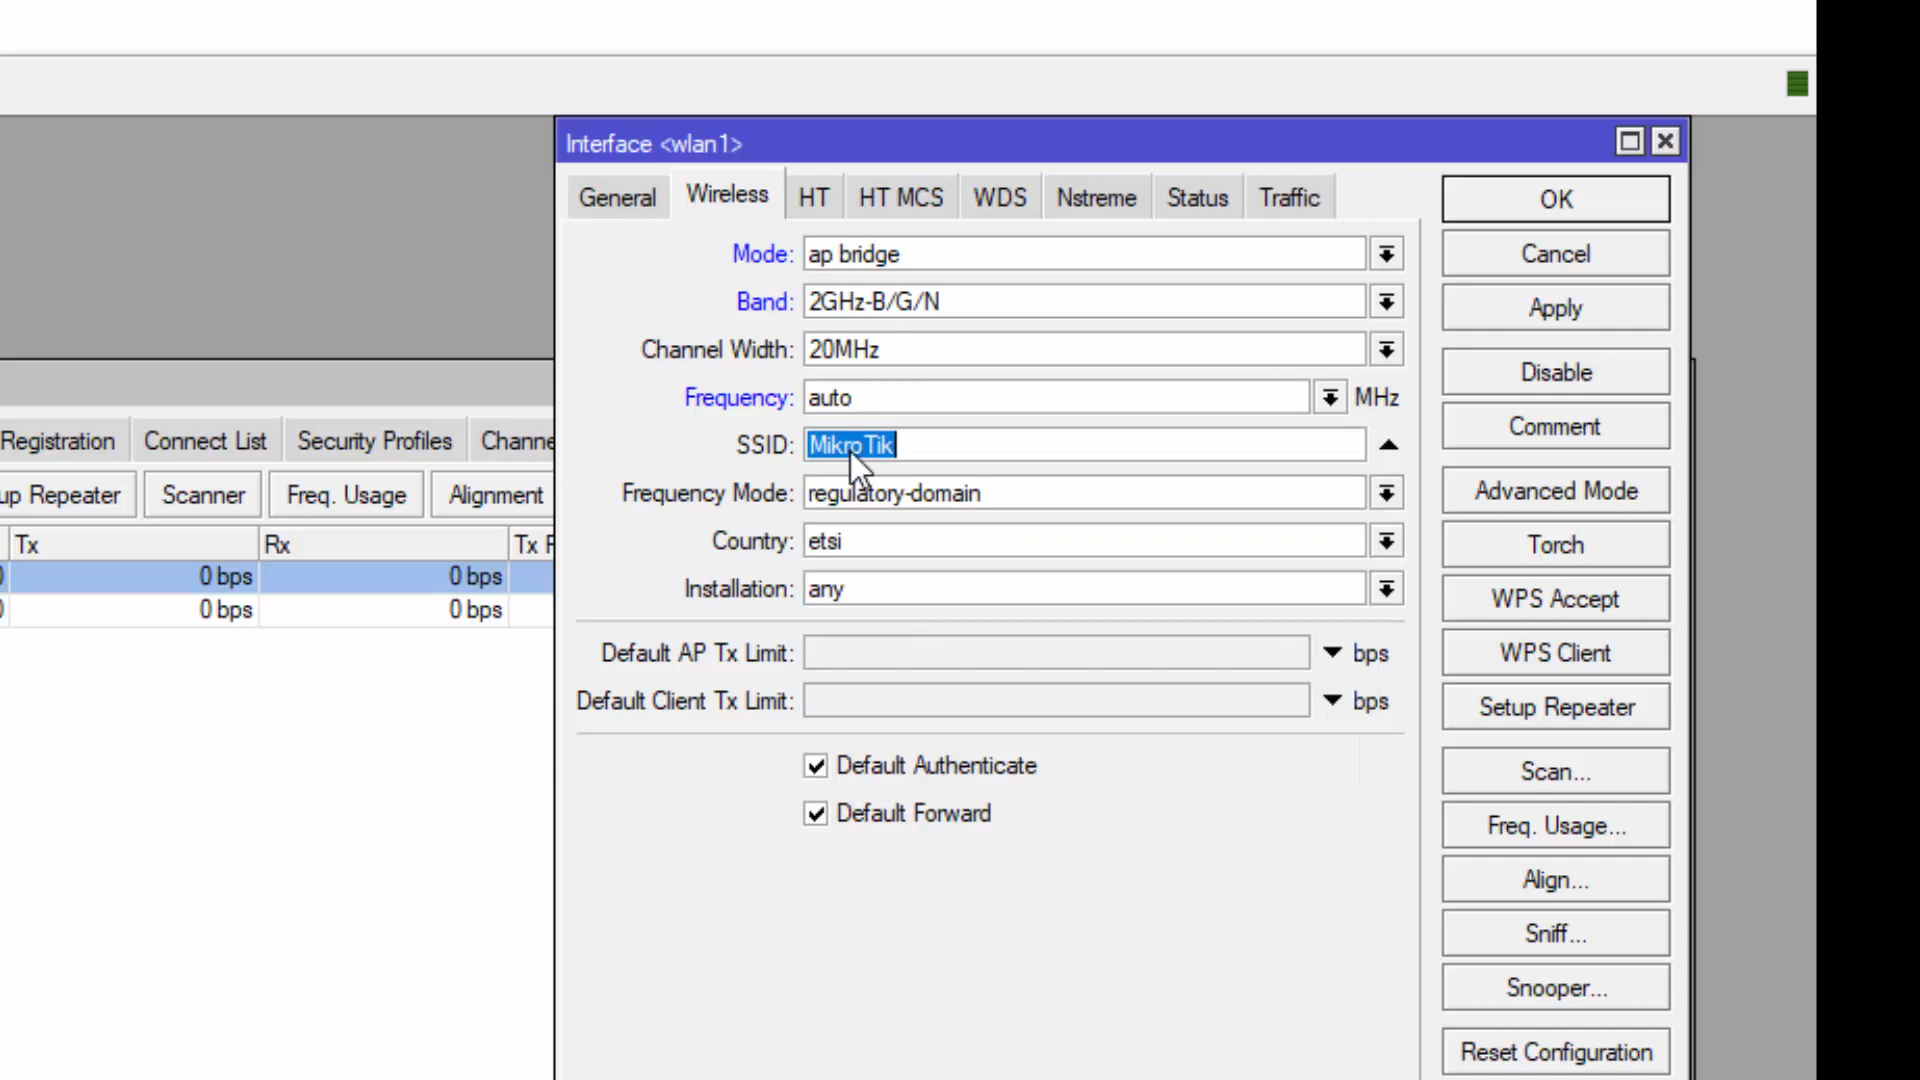 Interface <wlan1>
General Wireless HT HT MCS WDS Nstreme Status Traffic
OK
Mode: ap bridge
Cancel
Band: 2GHz-B/G/N
Apply
Channel Width: 20MHz
Disable
Frequency: auto MHz
Comment
Registration Connect List Security Profiles Channe
SSID: MikroTik
up Repeater Scanner Freq. Usage Alignment
Frequency Mode: regulatory-domain
Advanced Mode
Tx Rx Tx P
Country: etsi
Torch
0 bps 0 bps
Installation: any
WPS Accept
0 bps 0 bps
Default AP Tx Limit: bps
WPS Client
Default Client Tx Limit: bps
Setup Repeater
Default Authenticate
Scan...
Default Forward
Freq. Usage...
Align...
Sniff...
Snooper...
Reset Configuration